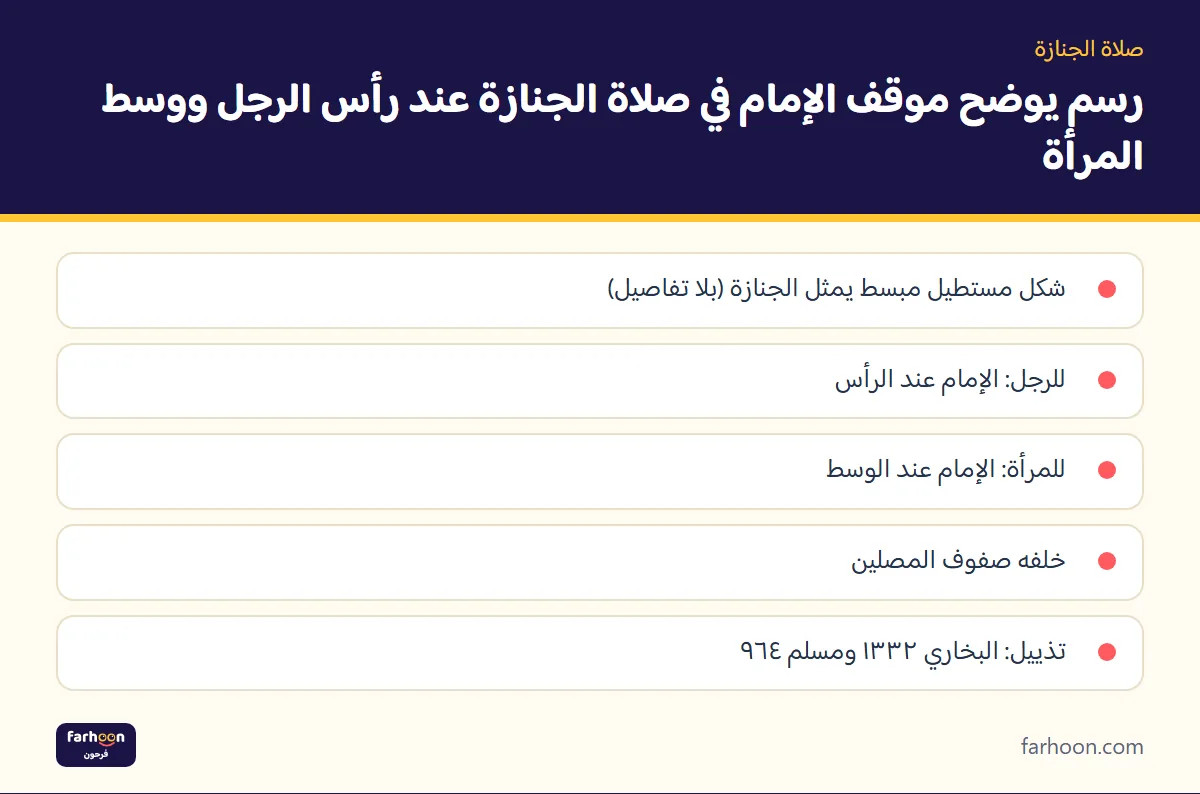 صلاة الجنازة
رسم يوضح موقف الإمام في صلاة الجنازة عند رأس الرجل ووسط
المرأة
شكل مستطيل مبسط يمثل الجنازة (بلا تفاصيل)
للرجل: الإمام عند الرأس
للمرأة: الإمام عند الوسط
خلفه صفوف المصلين
تذييل: البخاري ١٣٣٢ ومسلم ٩٦٤
farhoon.com
farhoon
فرحون